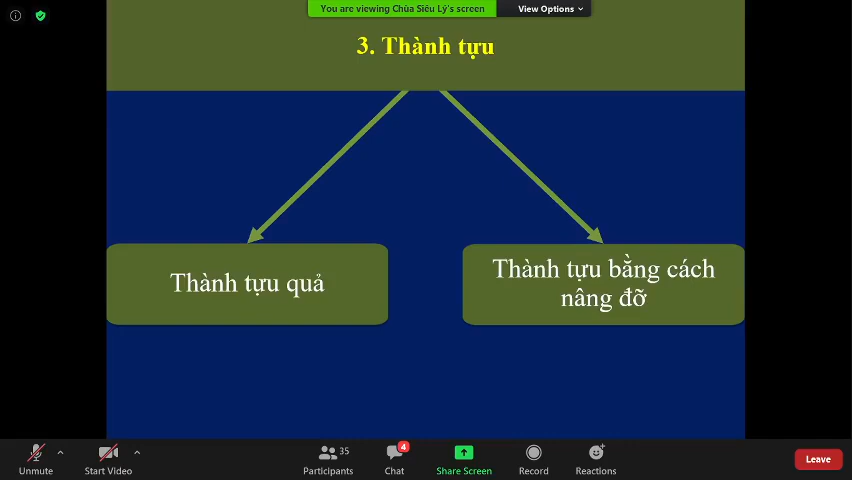 You are viewing Chùa Siêu Lý's screen
View Options
3. Thành tựu
Thành tựu quả
Thành tựu bằng cách
nâng đỡ
Unmute
Start Video
35
Participants
4
Chat
Share Screen
Record
Reactions
Leave